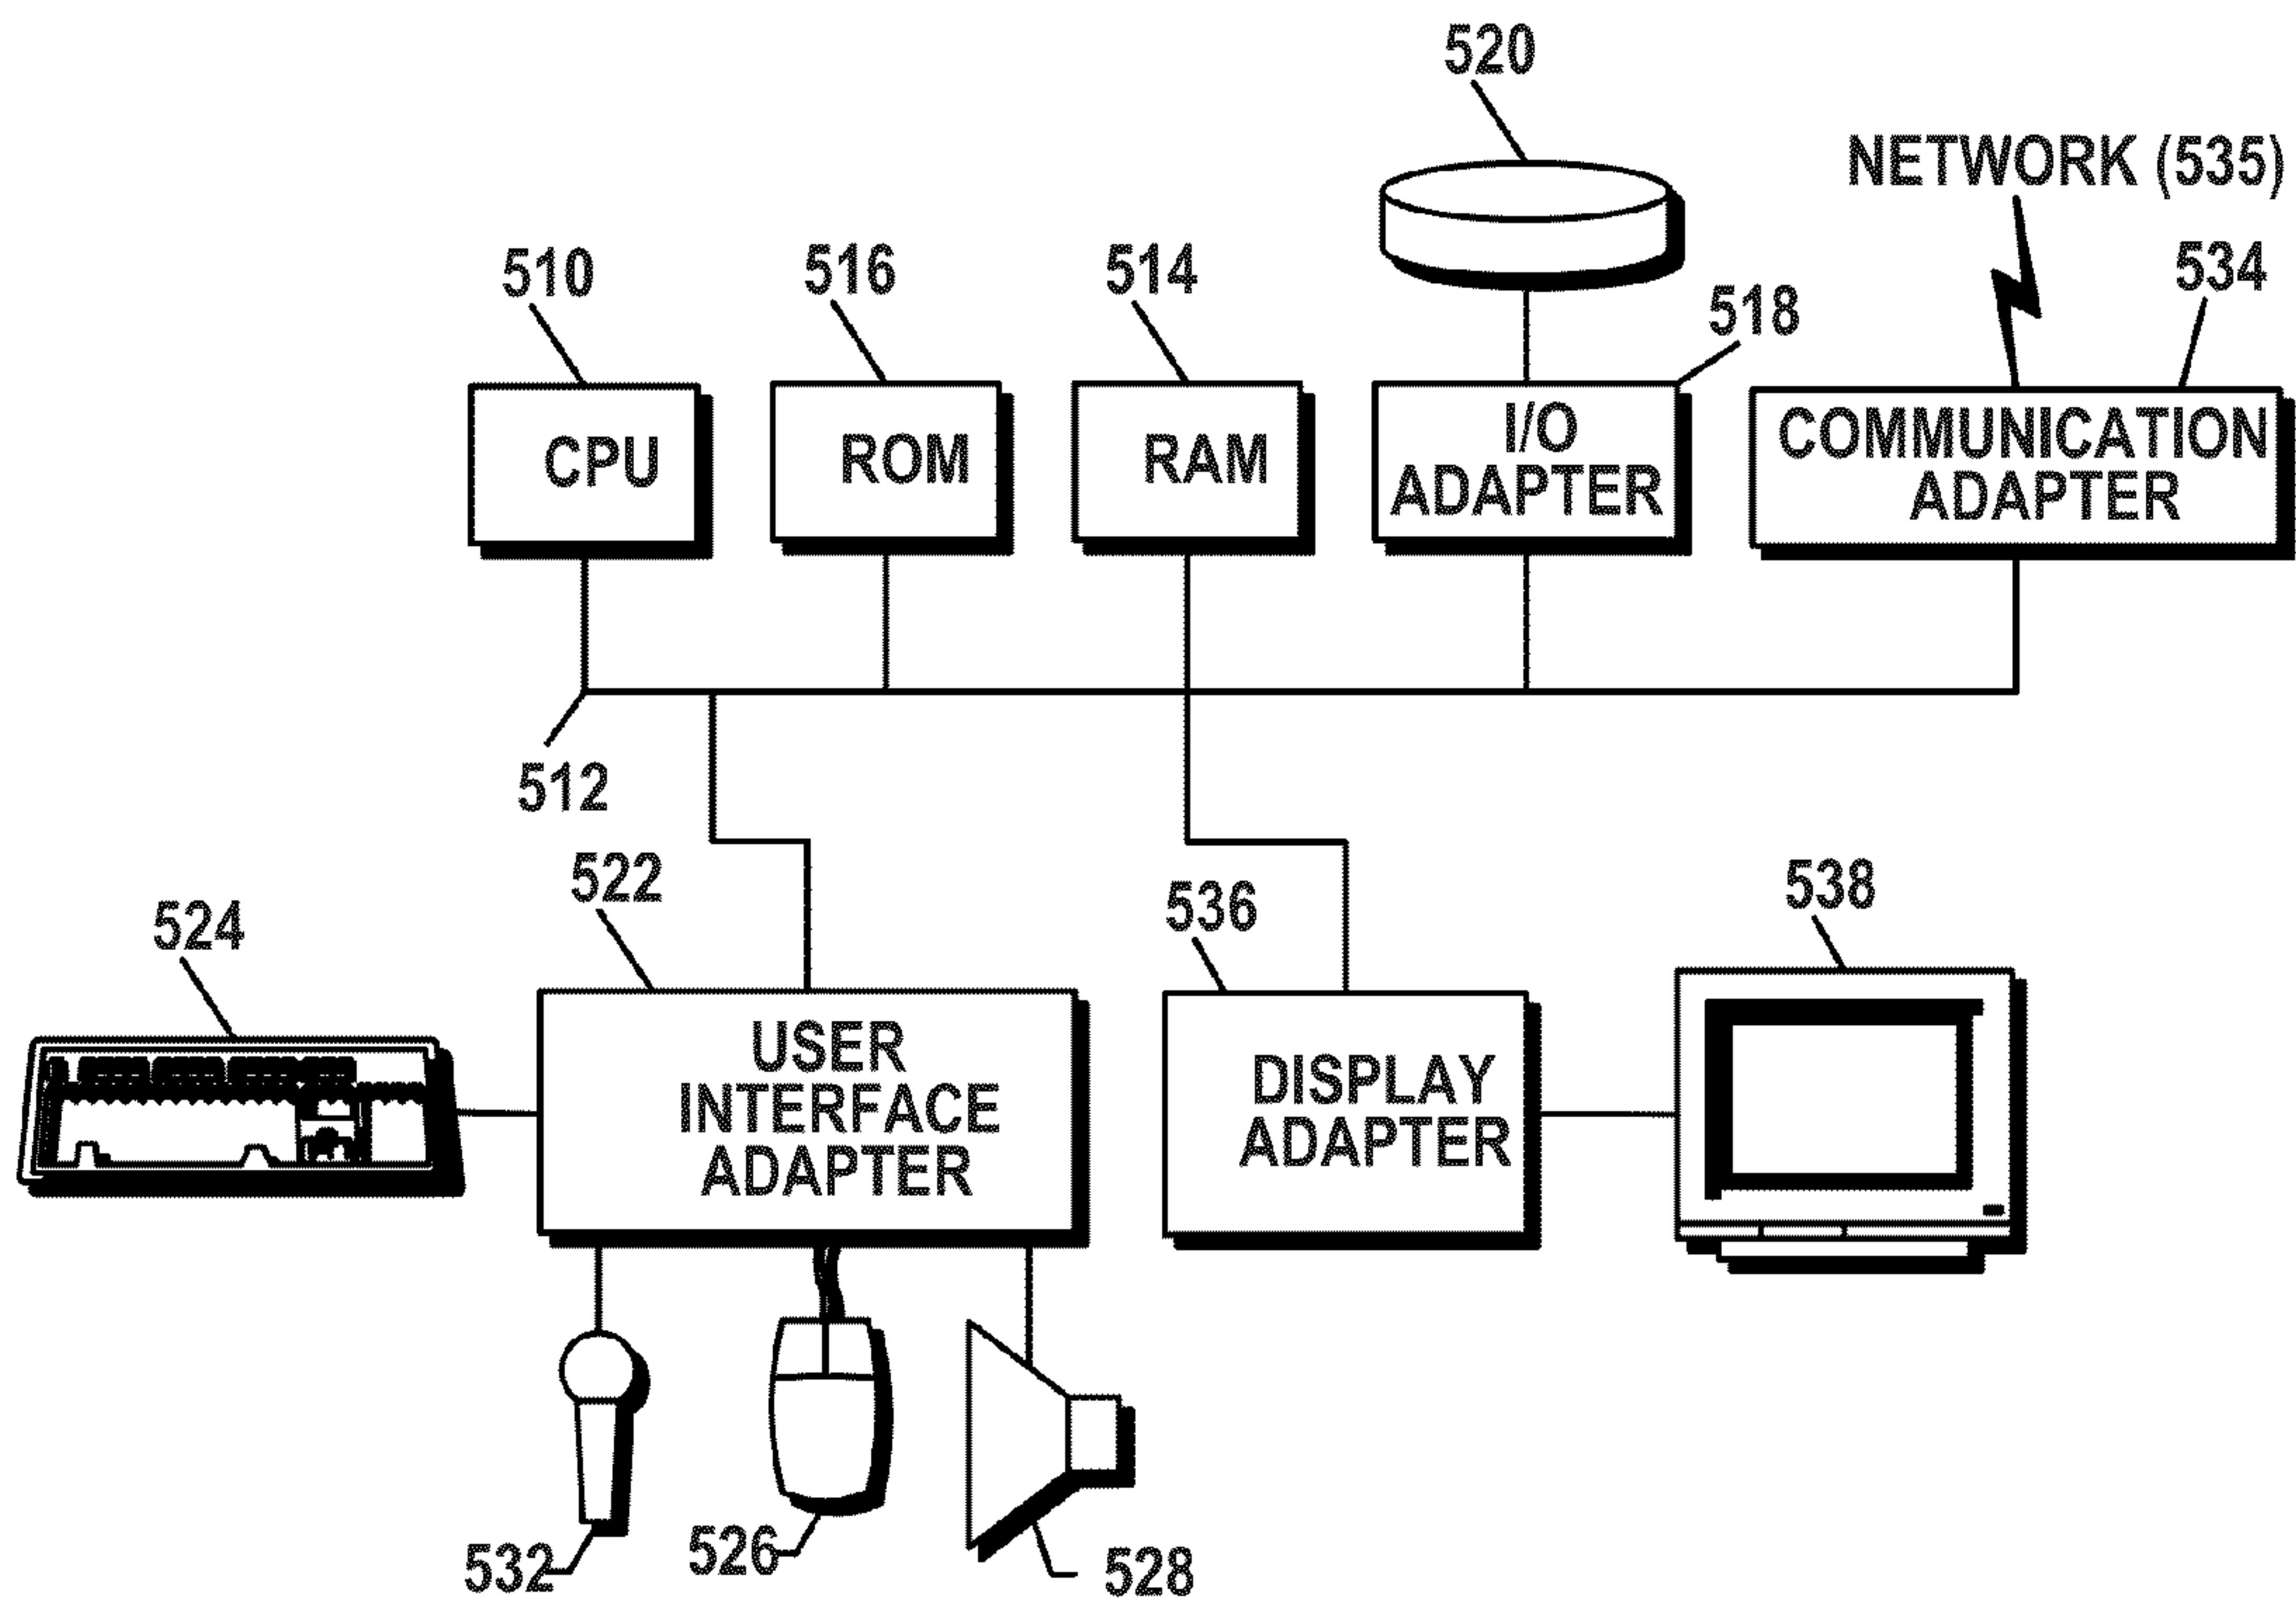 520
NETWORK (535)
510
516
514
518
534
CPU
ROM
RAM
I/O
ADAPTER
COMMUNICATION
ADAPTER
512
522
524
536
538
USER
INTERFACE
ADAPTER
DISPLAY
ADAPTER
532
526
528